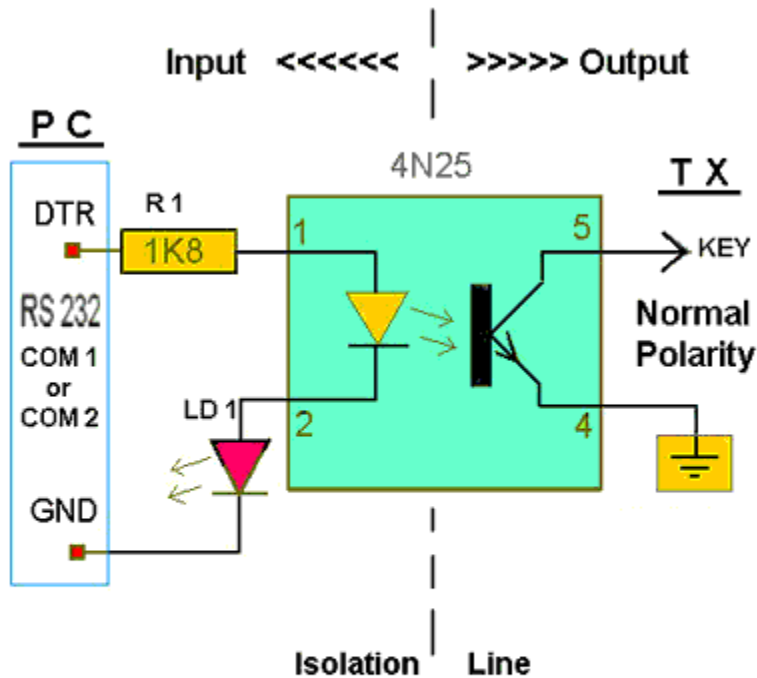 Input <<<<<< >>>>> Output
P C
4N25
T X
DTR
R 1
1K8
1
5
KEY
RS 232
COM 1
or
COM 2
Normal
Polarity
LD 1
2
4
GND
Isolation Line